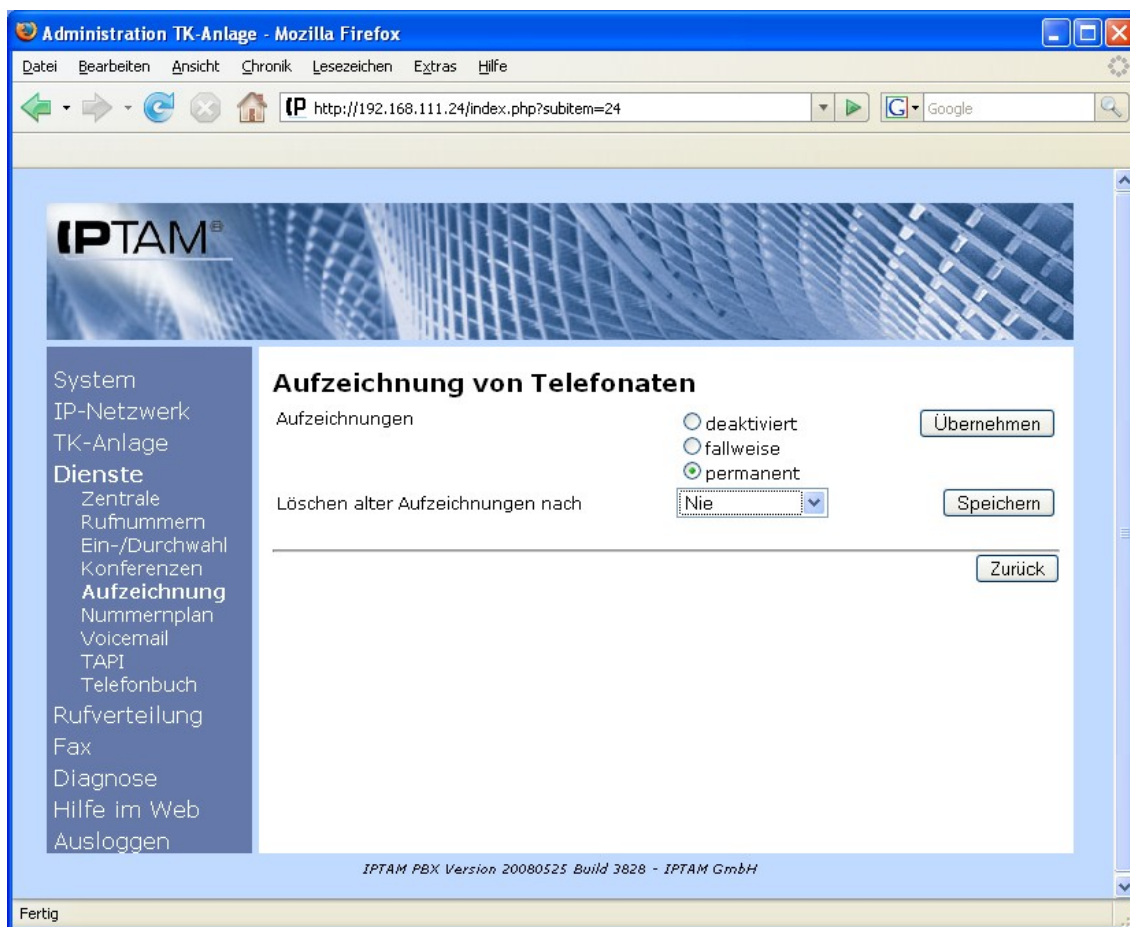 Administration TK-Anlage - Mozilla Firefox
Datei Bearbeiten Ansicht Chronik Lesezeichen Extras Hilfe
http://192.168.111.24/index.php?subitem=24 G Google
IPTAM®
System
IP-Netzwerk
TK-Anlage
Dienste
Zentrale
Rufnummern
Ein-/Durchwahl
Konferenzen
Aufzeichnung
Nummernplan
Voicemail
TAPI
Telefonbuch
Rufverteilung
Fax
Diagnose
Hilfe im Web
Ausloggen
Aufzeichnung von Telefonaten
Aufzeichnungen
deaktiviert
fallweise
permanent
Übernehmen
Löschen alter Aufzeichnungen nach Nie Speichern
Zurück
IPTAM PBX Version 20080525 Build 3828 - IPTAM GmbH
Fertig